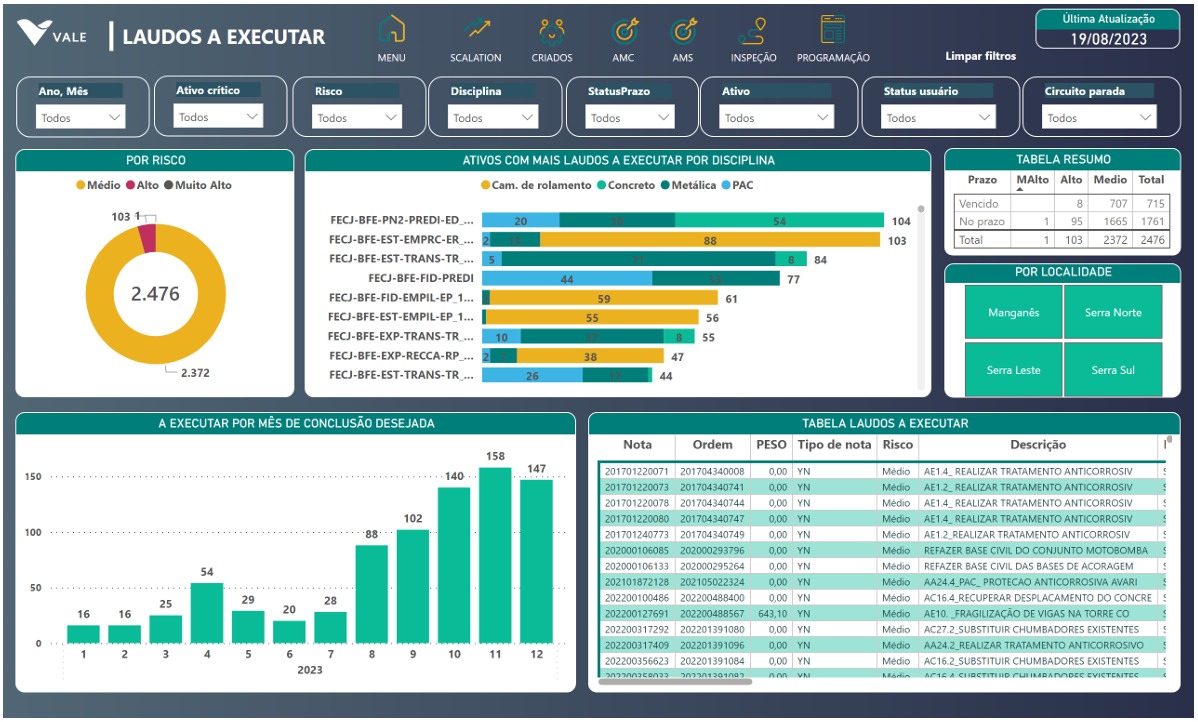 VALE
LAUDOS A EXECUTAR
MENU
SCALATION
CRIADOS
AMC
AMS
INSPEÇÃO
PROGRAMAÇÃO
Limpar filtros
Última Atualização
19/08/2023
Ano, Mês
Todos
Ativo crítico
Todos
Risco
Todos
Disciplina
Todos
StatusPrazo
Todos
Ativo
Todos
Status usuário
Todos
Circuito parada
Todos
POR RISCO
Médio Alto Muito Alto
103 1
2.476
2.372
ATIVOS COM MAIS LAUDOS A EXECUTAR POR DISCIPLINA
Cam. de rolamento Concreto Metálica PAC
FECJ-BFE-PN2-PREDI-ED_... 20 54 104
FECJ-BFE-EST-EMPRC-ER_... 2 88 103
FECJ-BFE-EST-TRANS-TR_... 5 8 84
FECJ-BFE-FID-PREDI 44 77
FECJ-BFE-FID-EMPIL-EP_1... 59 61
FECJ-BFE-EST-EMPIL-EP_1... 55 56
FECJ-BFE-EXP-TRANS-TR_... 10 8 55
FECJ-BFE-EXP-RECCA-RP_... 2 38 47
FECJ-BFE-EST-TRANS-TR_... 26 44
TABELA RESUMO
Prazo MAlto Alto Medio Total
Vencido 8 707 715
No prazo 1 95 1665 1761
Total 1 103 2372 2476
POR LOCALIDADE
Manganês Serra Norte
Serra Leste Serra Sul
A EXECUTAR POR MÊS DE CONCLUSÃO DESEJADA
150
100
50
0
16 16 25 54 29 20 28 88 102 140 158 147
1 2 3 4 5 6 7 8 9 10 11 12
2023
TABELA LAUDOS A EXECUTAR
Nota Ordem PESO Tipo de nota Risco Descrição
201701220071 201704340008 0,00 YN Médio AE1.4_ REALIZAR TRATAMENTO ANTICORROSIV
201701220073 201704340741 0,00 YN Médio AE1.2_ REALIZAR TRATAMENTO ANTICORROSIV
201701220078 201704340744 0,00 YN Médio AE1.4_ REALIZAR TRATAMENTO ANTICORROSIV
201701220080 201704340747 0,00 YN Médio AE1.4_ REALIZAR TRATAMENTO ANTICORROSIV
201701240773 201704340749 0,00 YN Médio AE1.2_REALIZAR TRATAMENTO ANTICORROSIV
202000106085 202000293796 0,00 YN Médio REFAZER BASE CIVIL DO CONJUNTO MOTOBOMBA
202000106133 202000295264 0,00 YN Médio REFAZER BASE CIVIL DAS BASES DE ACORAGEM
202101872128 202105022324 0,00 YN Médio AA24.4_PAC_ PROTECAO ANTICORROSIVA AVARI
202200100486 202200488400 0,00 YN Médio AC16.4_RECUPERAR DESPLACAMENTO DO CONCRE
202200127691 202200488567 643,10 YN Médio AE10. _FRAGILIZAÇÃO DE VIGAS NA TORRE CO
202200317292 202201391080 0,00 YN Médio AC27.2_SUBSTITUIR CHUMBADORES EXISTENTES
202200317409 202201391096 0,00 YN Médio AA24.2_REALIZAR TRATAMENTO ANTICORROSIVO
202200356623 202201391084 0,00 YN Médio AC16.2_SUBSTITUIR CHUMBADORES EXISTENTES
202200358033 202201391082 0,00 YN Médio AC16.4_SUBSTITUIR CHUMBADORES EXISTENTES